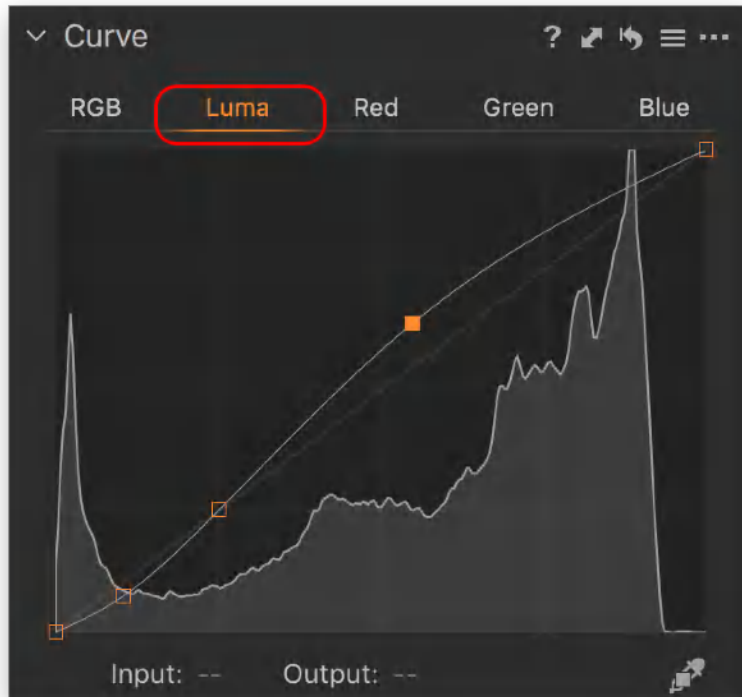 Curve ?
RGB Luma Red Green Blue
Input: -- Output: --